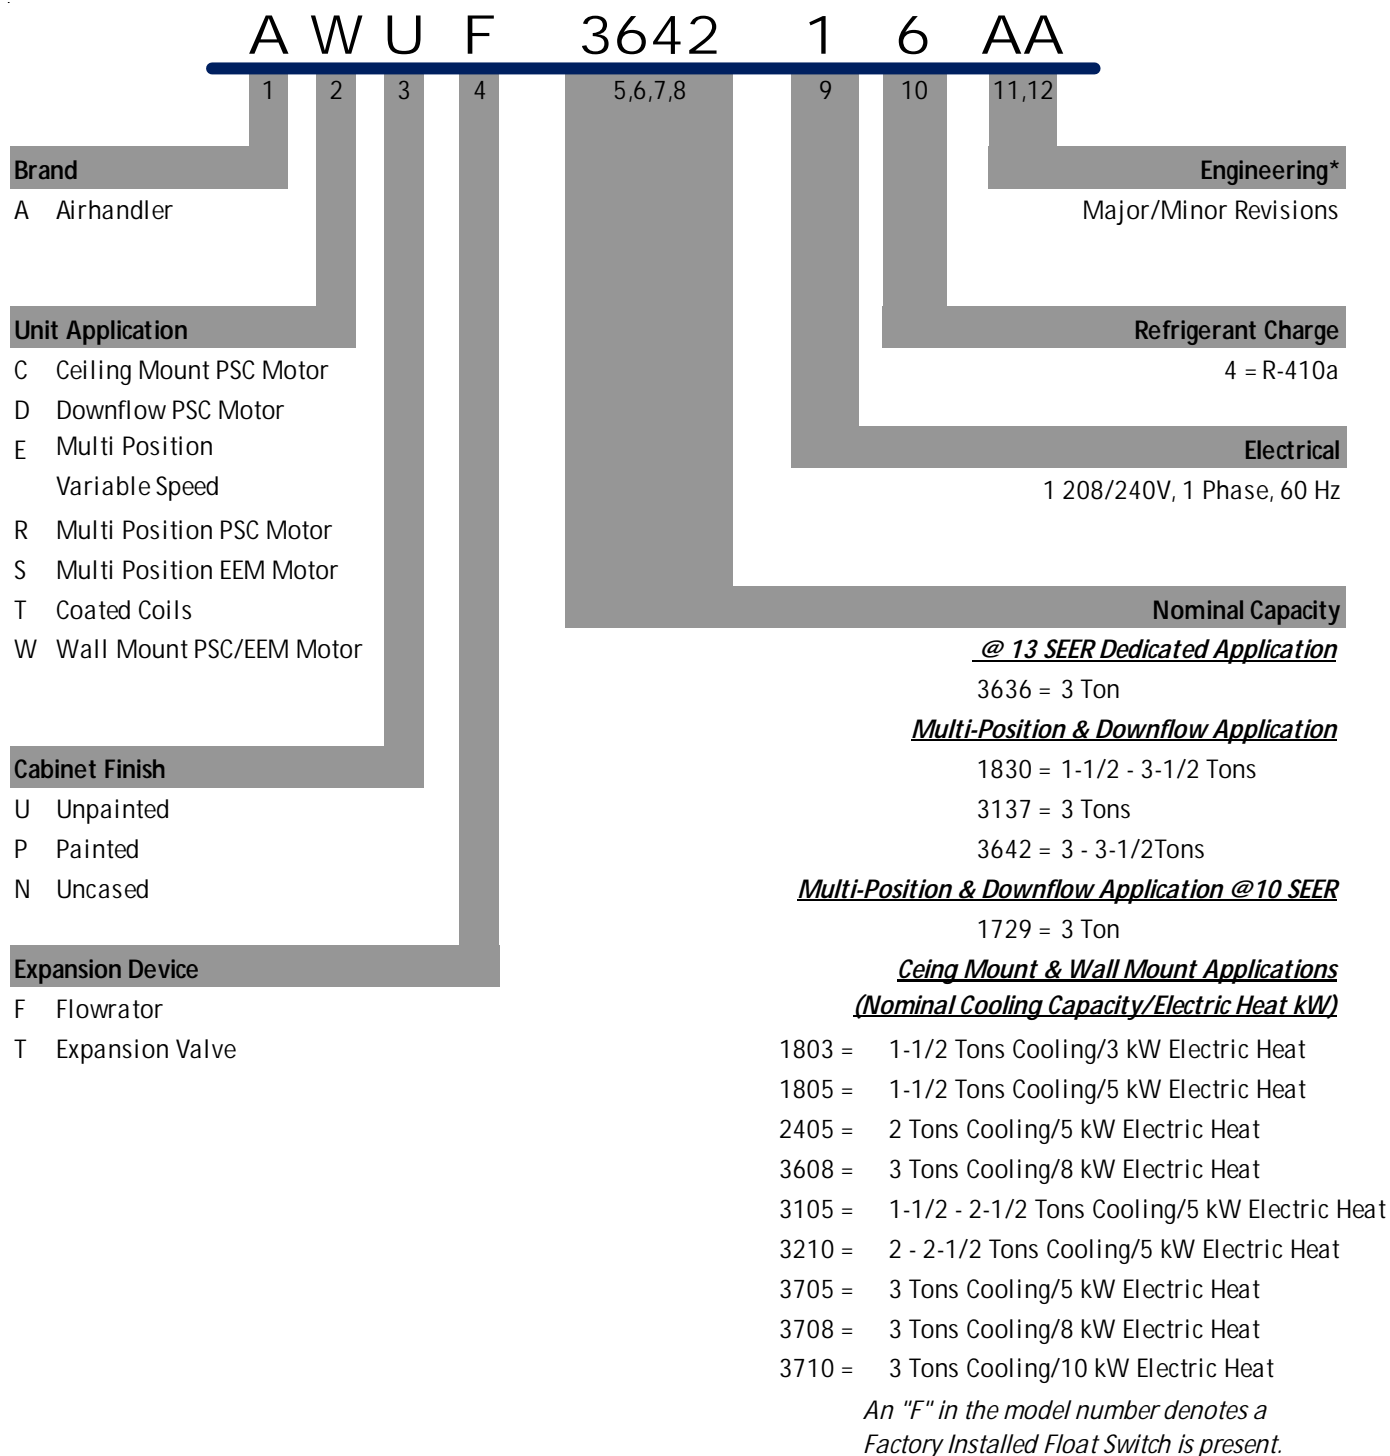 A W U F 3642 1 6 AA
1 2 3 4 5,6,7,8 9 10 11,12
Brand
A Airhandler
Engineering*
Major/Minor Revisions
Unit Application
C Ceiling Mount PSC Motor
D Downflow PSC Motor
E Multi Position
Variable Speed
R Multi Position PSC Motor
S Multi Position EEM Motor
T Coated Coils
W Wall Mount PSC/EEM Motor
Refrigerant Charge
4 = R-410a
Electrical
1 208/240V, 1 Phase, 60 Hz
Cabinet Finish
U Unpainted
P Painted
N Uncased
Expansion Device
F Flowrator
T Expansion Valve
Nominal Capacity
@ 13 SEER Dedicated Application
3636 = 3 Ton
Multi-Position & Downflow Application
1830 = 1-1/2 - 3-1/2 Tons
3137 = 3 Tons
3642 = 3 - 3-1/2Tons
Multi-Position & Downflow Application @10 SEER
1729 = 3 Ton
Ceing Mount & Wall Mount Applications
(Nominal Cooling Capacity/Electric Heat kW)
1803 = 1-1/2 Tons Cooling/3 kW Electric Heat
1805 = 1-1/2 Tons Cooling/5 kW Electric Heat
2405 = 2 Tons Cooling/5 kW Electric Heat
3608 = 3 Tons Cooling/8 kW Electric Heat
3105 = 1-1/2 - 2-1/2 Tons Cooling/5 kW Electric Heat
3210 = 2 - 2-1/2 Tons Cooling/5 kW Electric Heat
3705 = 3 Tons Cooling/5 kW Electric Heat
3708 = 3 Tons Cooling/8 kW Electric Heat
3710 = 3 Tons Cooling/10 kW Electric Heat
An "F" in the model number denotes a
Factory Installed Float Switch is present.